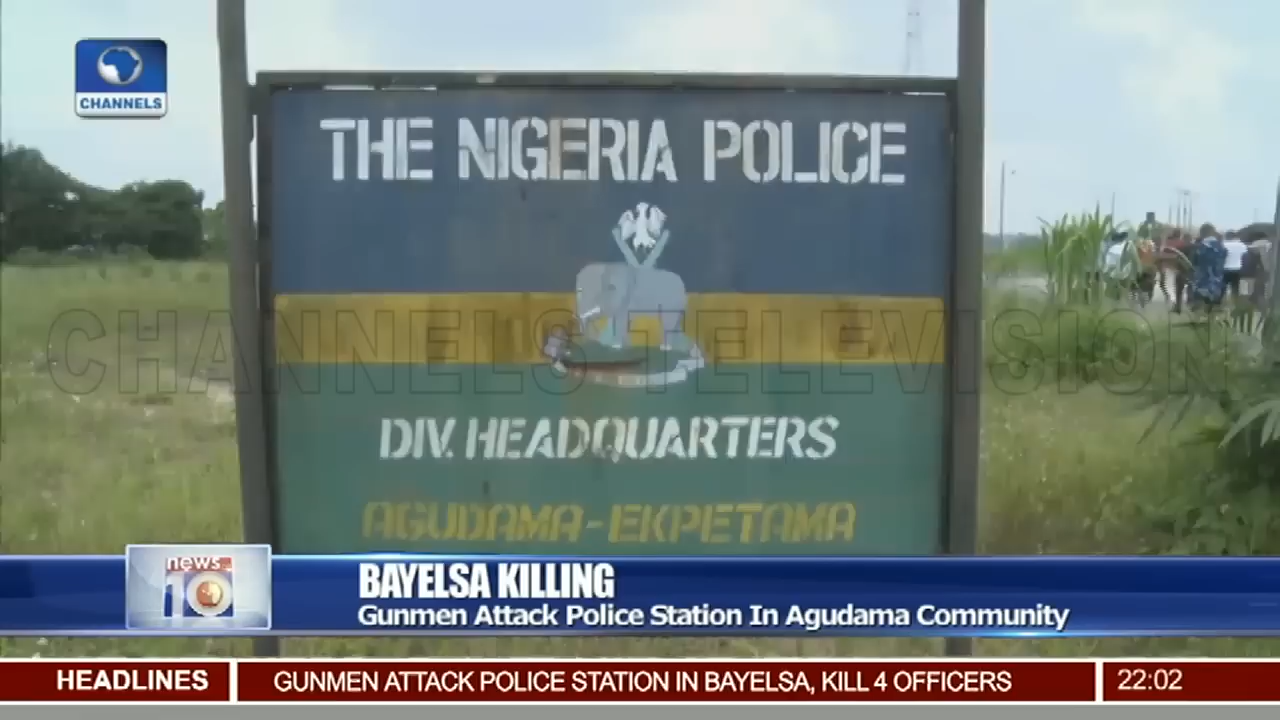 CHANNELS
THE NIGERIA POLICE
CHANNELS TELEVISION
DIV. HEADQUARTERS
AGUDAMA-EKPETAMA
news
10
BAYELSA KILLING
Gunmen Attack Police Station In Agudama Community
HEADLINES
GUNMEN ATTACK POLICE STATION IN BAYELSA, KILL 4 OFFICERS
22:02